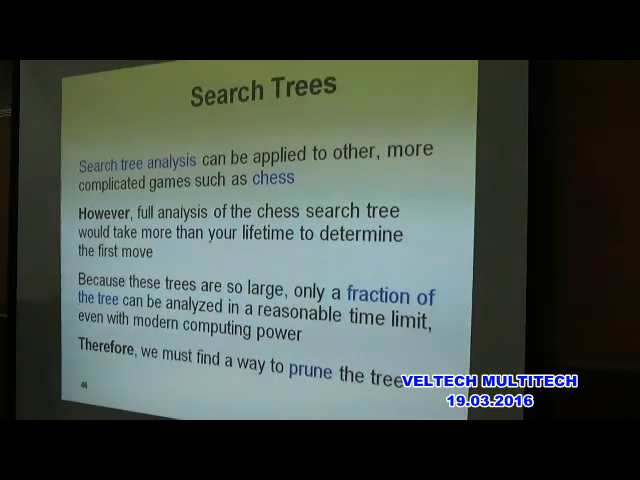 Search Trees
Search tree analysis can be applied to other, more
complicated games such as chess
However, full analysis of the chess search tree
would take more than your lifetime to determine
the first move
Because these trees are so large, only a fraction of
the tree can be analyzed in a reasonable time limit,
even with modern computing power
Therefore, we must find a way to prune the tree
46
VELTECH MULTITECH
19.03.2016